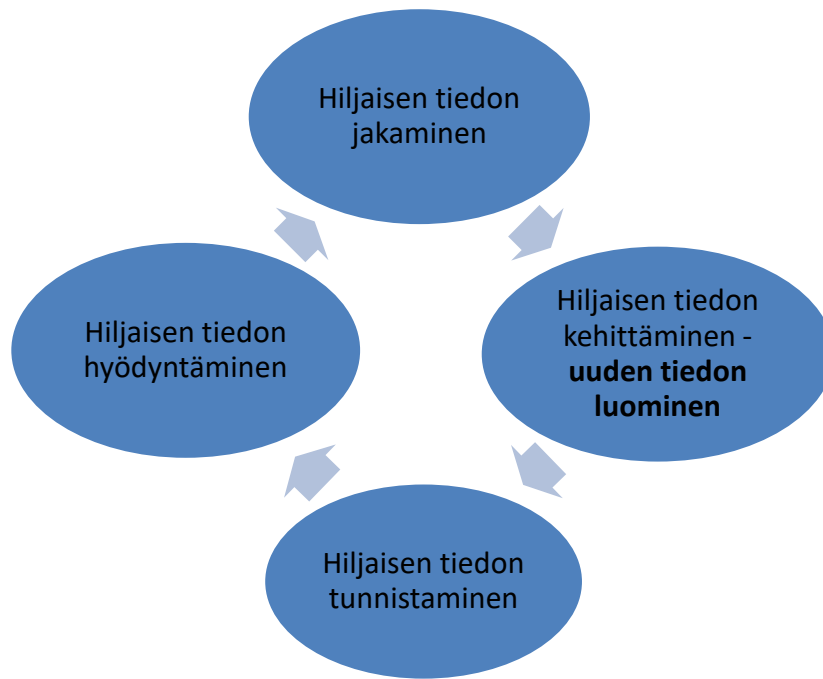 Hiljaisen tiedon
jakaminen
Hiljaisen tiedon
hyödyntäminen
Hiljaisen tiedon
kehittäminen -
uuden tiedon
luominen
Hiljaisen tiedon
tunnistaminen